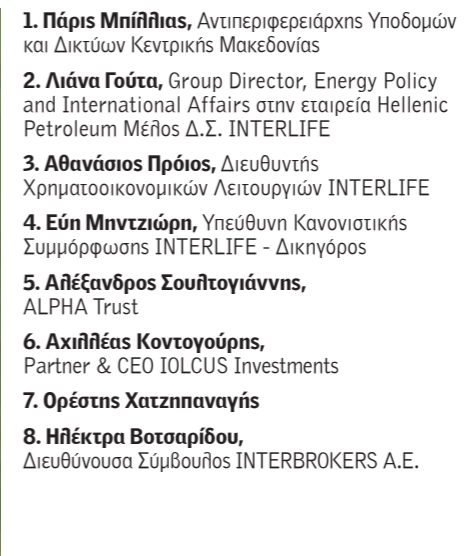 1. Πάρις Μπίλλιας, Αντιπεριφερειάρχης Υποδομών
και Δικτύων Κεντρικής Μακεδονίας
2. Λιάνα Γούτα, Group Director, Energy Policy
and International Affairs στην εταιρεία Hellenic
Petroleum Μέλος Δ.Σ. INTERLIFE
3. Αθανάσιος Πρόιος, Διευθυντής
Χρηματοοικονομικών Λειτουργιών INTERLIFE
4. Εύη Μηντζιώρη, Υπεύθυνη Κανονιστικής
Συμμόρφωσης INTERLIFE - Δικηγόρος
5. Αλέξανδρος Σουλτογιάννης,
ALPHA Trust
6. Αχιλλέας Κοντογούρης,
Partner & CEO IOLCUS Investments
7. Ορέστης Χατζηπαναγής
8. Ηλέκτρα Βοτσαρίδου,
Διευθύνουσα Σύμβουλος INTERBROKERS Α.Ε.